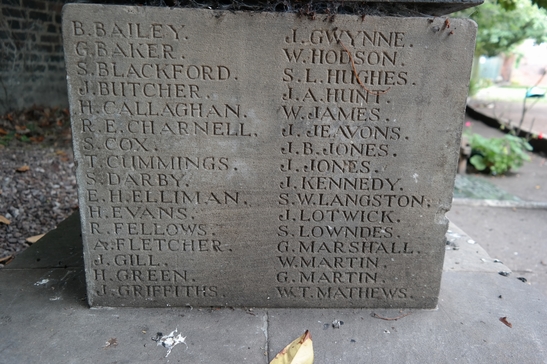 B. BAILEY.
G. BAKER.
S. BLACKFORD.
J. BUTCHER.
H. CALLAGHAN.
R. E. CHARNELL.
S. COX.
T. CUMMINGS.
S. DARBY.
E. H. ELLIMAN.
H. EVANS.
R. FELLOWS.
A. FLETCHER.
J. GILL.
H. GREEN.
J. GRIFFITHS.
J. GWYNNE.
W. HODSON.
S. L. HUGHES.
J. A. HUNT.
W. JAMES.
J. JEAVONS.
J. B. JONES.
J. JONES.
J. KENNEDY.
S. W. LANGSTON.
J. LOTWICK.
S. LOWNDES.
G. MARSHALL.
W. MARTIN.
G. MARTIN.
W. T. MATHEWS.